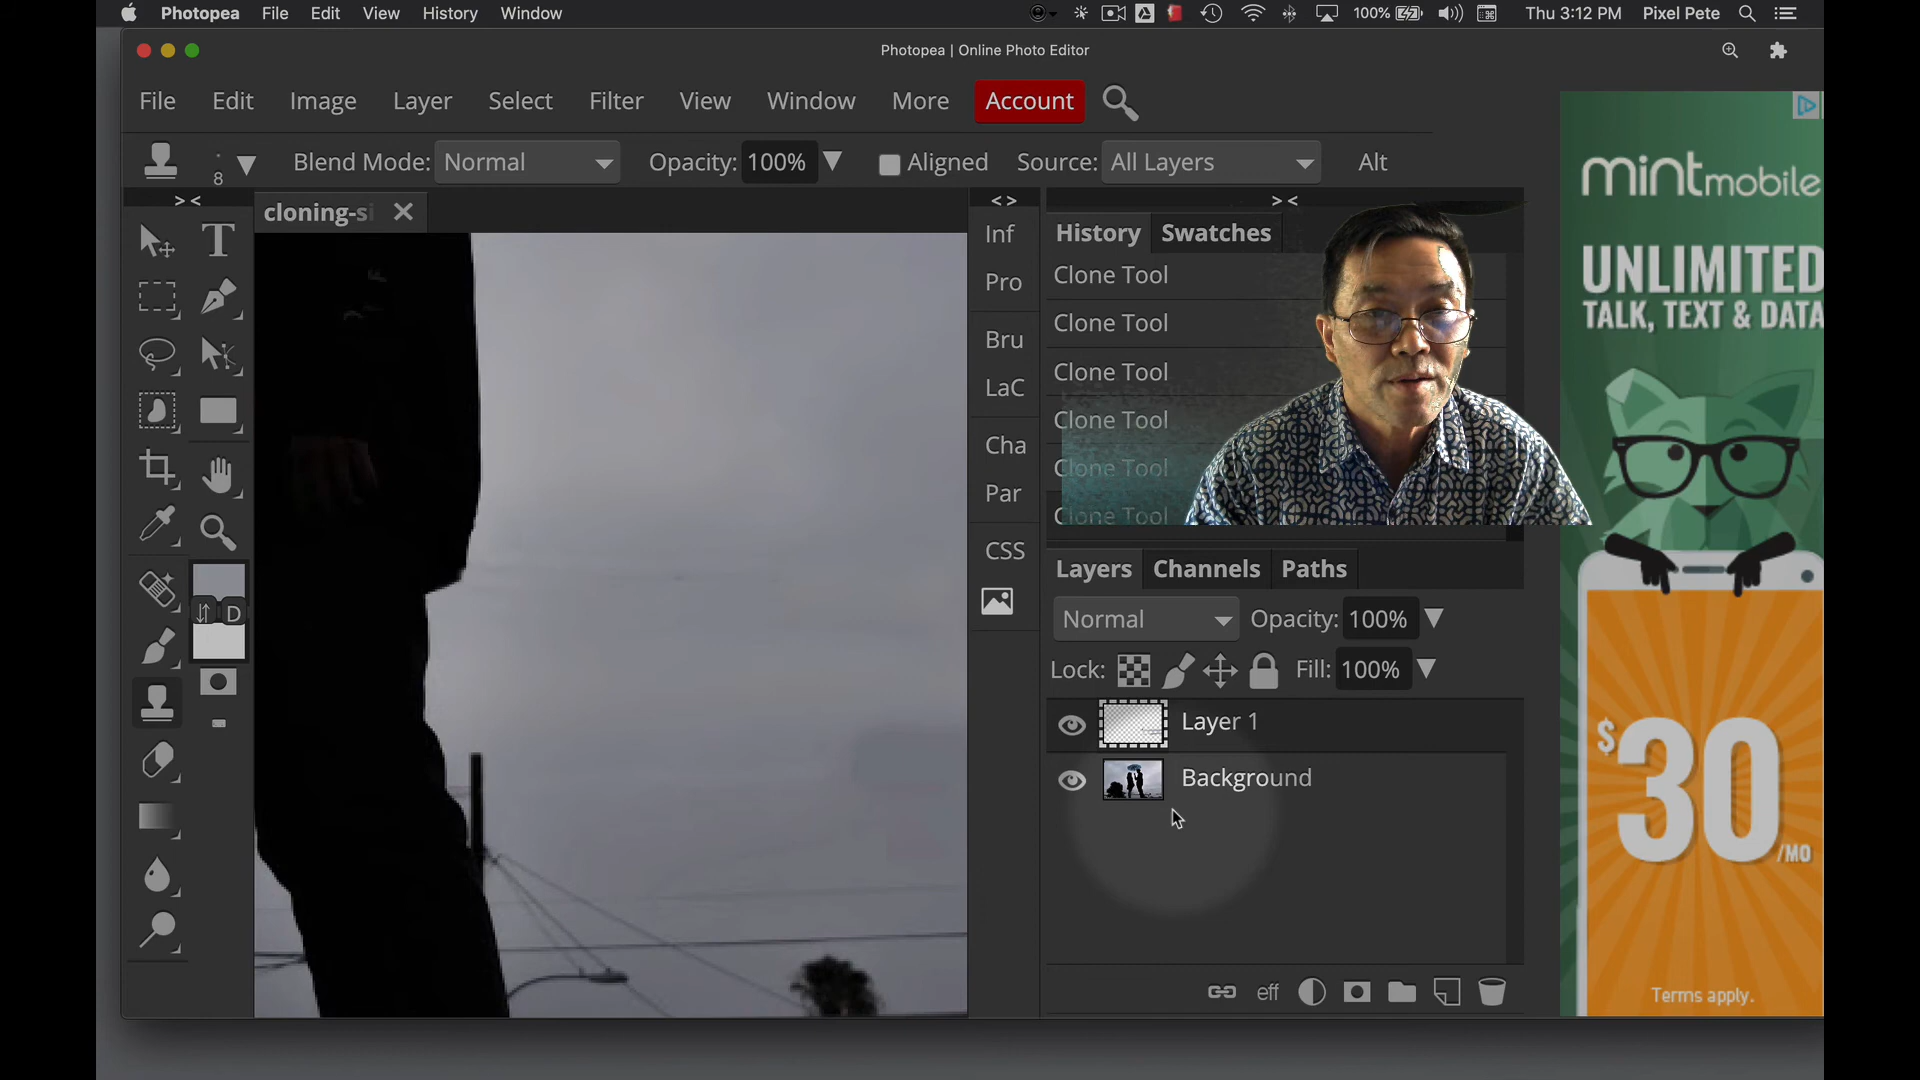 Photopea File Edit View History Window
100% Thu 3:12 PM Pixel Pete
Photopea | Online Photo Editor
File Edit Image Layer Select Filter View Window More Account
8 Blend Mode: Normal Opacity: 100% Aligned Source: All Layers Alt
> < < > > <
cloning-si
T
Inf
Pro
Bru
LaC
Cha
Par
CSS
D
History Swatches
Clone Tool
Clone Tool
Clone Tool
Clone Tool
Clone Tool
Clone Tool
Layers Channels Paths
Normal Opacity: 100%
Lock: Fill: 100%
Layer 1
Background
eff
mintmobile
UNLIMITED
TALK, TEXT & DATA
$30
/MO
Terms apply.